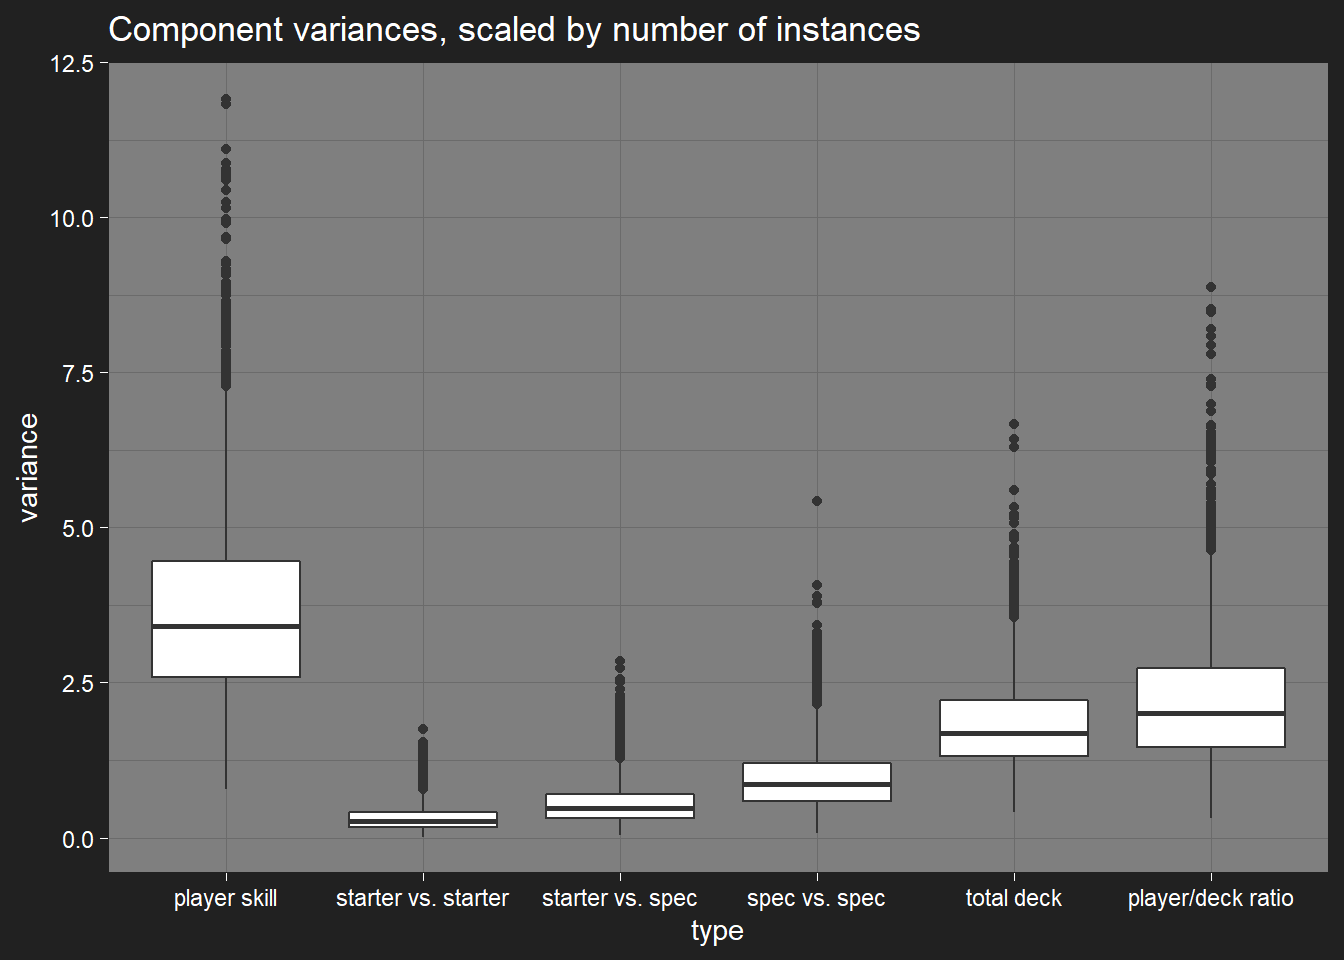 Component variances, scaled by number of instances
12.5
10.0
7.5
5.0
2.5
0.0
variance
player skill
starter vs. starter
starter vs. spec
spec vs. spec
total deck
player/deck ratio
type